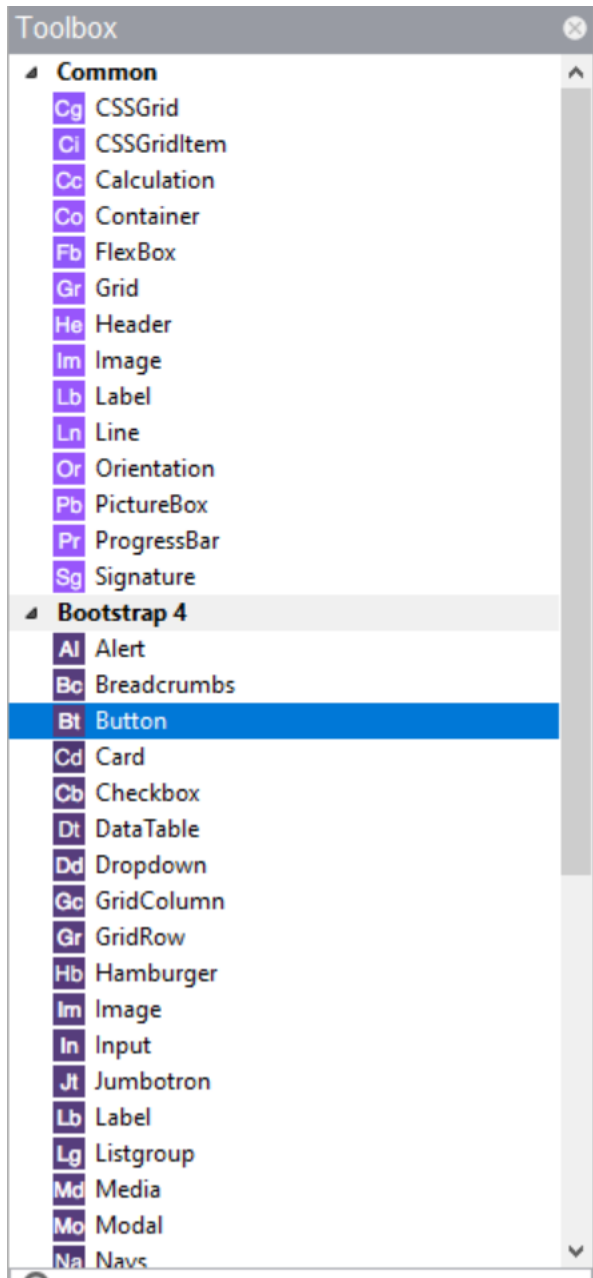 Toolbox
Common
Cg CSSGrid
Ci CSSGridItem
Cc Calculation
Co Container
Fb FlexBox
Gr Grid
He Header
Im Image
Lb Label
Ln Line
Or Orientation
Pb PictureBox
Pr ProgressBar
Sg Signature
Bootstrap 4
Al Alert
Bc Breadcrumbs
Bt Button
Cd Card
Cb Checkbox
Dt DataTable
Dd Dropdown
Gc GridColumn
Gr GridRow
Hb Hamburger
Im Image
In Input
Jt Jumbotron
Lb Label
Lg Listgroup
Md Media
Mo Modal
Na Navs